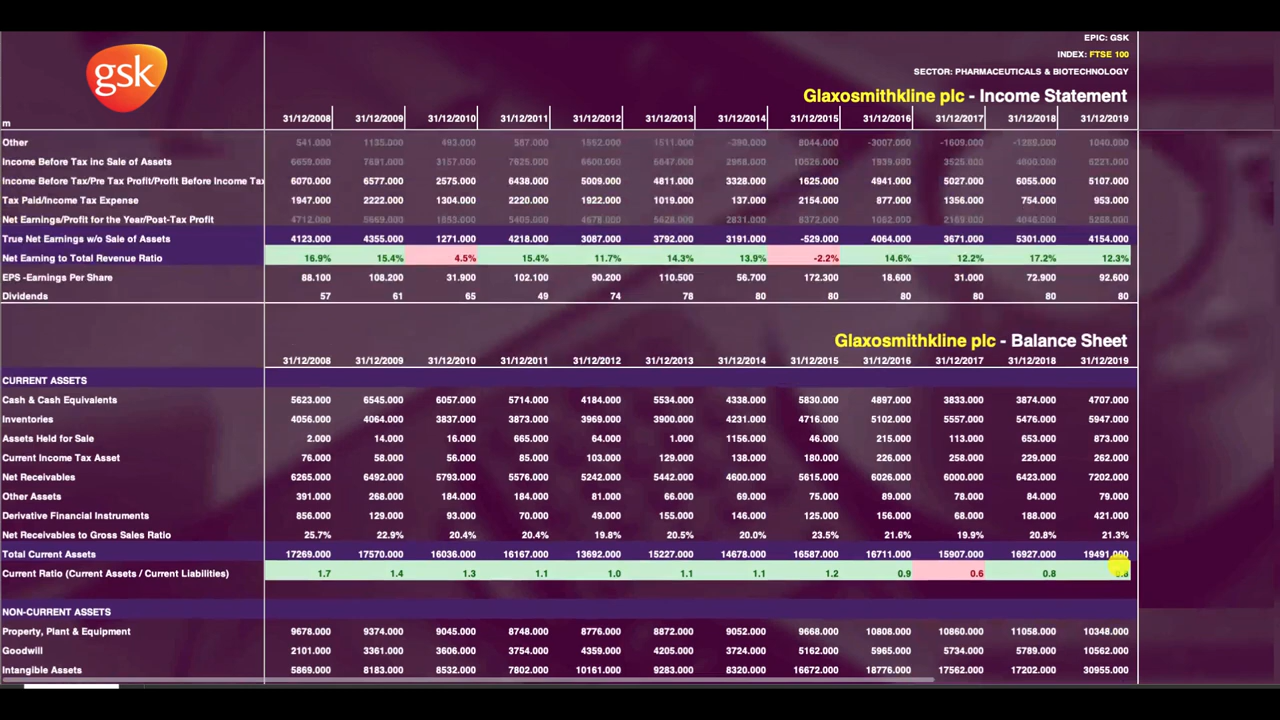 gsk
EPIC: GSK
INDEX: FTSE 100
SECTOR: PHARMACEUTICALS & BIOTECHNOLOGY
Glaxosmithkline plc - Income Statement
m 31/12/2008 31/12/2009 31/12/2010 31/12/2011 31/12/2012 31/12/2013 31/12/2014 31/12/2015 31/12/2016 31/12/2017 31/12/2018 31/12/2019
Other 541.000 1135.000 493.000 587.000 1552.000 1511.000 -390.000 8044.000 -3007.000 -1609.000 -1289.000 1040.000
Income Before Tax inc Sale of Assets 6659.000 7891.000 3157.000 7625.000 6600.000 6647.000 2968.000 10526.000 1939.000 3525.000 4800.000 6221.000
Income Before Tax/Pre Tax Profit/Profit Before Income Tax 6070.000 6577.000 2575.000 6438.000 5009.000 4811.000 3328.000 1625.000 4941.000 5027.000 6055.000 5107.000
Tax Paid/Income Tax Expense 1947.000 2222.000 1304.000 2220.000 1922.000 1019.000 137.000 2154.000 877.000 1356.000 754.000 953.000
Net Earnings/Profit for the Year/Post-Tax Profit 4712.000 5669.000 1853.000 5405.000 4678.000 5628.000 2831.000 8372.000 1062.000 2169.000 4046.000 5268.000
True Net Earnings w/o Sale of Assets 4123.000 4355.000 1271.000 4218.000 3087.000 3792.000 3191.000 -529.000 4064.000 3671.000 5301.000 4154.000
Net Earning to Total Revenue Ratio 16.9% 15.4% 4.5% 15.4% 11.7% 14.3% 13.9% -2.2% 14.6% 12.2% 17.2% 12.3%
EPS -Earnings Per Share 88.100 108.200 31.900 102.100 90.200 110.500 56.700 172.300 18.600 31.000 72.900 92.600
Dividends 57 61 65 49 74 78 80 80 80 80 80 80
Glaxosmithkline plc - Balance Sheet
31/12/2008 31/12/2009 31/12/2010 31/12/2011 31/12/2012 31/12/2013 31/12/2014 31/12/2015 31/12/2016 31/12/2017 31/12/2018 31/12/2019
CURRENT ASSETS
Cash & Cash Equivalents 5623.000 6545.000 6057.000 5714.000 4184.000 5534.000 4338.000 5830.000 4897.000 3833.000 3874.000 4707.000
Inventories 4056.000 4064.000 3837.000 3873.000 3969.000 3900.000 4231.000 4716.000 5102.000 5557.000 5476.000 5947.000
Assets Held for Sale 2.000 14.000 16.000 665.000 64.000 1.000 1156.000 46.000 215.000 113.000 653.000 873.000
Current Income Tax Asset 76.000 58.000 56.000 85.000 103.000 129.000 138.000 180.000 226.000 258.000 229.000 262.000
Net Receivables 6265.000 6492.000 5793.000 5576.000 5242.000 5442.000 4600.000 5615.000 6026.000 6000.000 6423.000 7202.000
Other Assets 391.000 268.000 184.000 184.000 81.000 66.000 69.000 75.000 89.000 78.000 84.000 79.000
Derivative Financial Instruments 856.000 129.000 93.000 70.000 49.000 155.000 146.000 125.000 156.000 68.000 188.000 421.000
Net Receivables to Gross Sales Ratio 25.7% 22.9% 20.4% 20.4% 19.8% 20.5% 20.0% 23.5% 21.6% 19.9% 20.8% 21.3%
Total Current Assets 17269.000 17570.000 16036.000 16167.000 13692.000 15227.000 14678.000 16587.000 16711.000 15907.000 16927.000 19491.000
Current Ratio (Current Assets / Current Liabilities) 1.7 1.4 1.3 1.1 1.0 1.1 1.1 1.2 0.9 0.6 0.8
NON-CURRENT ASSETS
Property, Plant & Equipment 9678.000 9374.000 9045.000 8748.000 8776.000 8872.000 9052.000 9668.000 10808.000 10860.000 11058.000 10348.000
Goodwill 2101.000 3361.000 3606.000 3754.000 4359.000 4205.000 3724.000 5162.000 5965.000 5734.000 5789.000 10562.000
Intangible Assets 5869.000 8183.000 8532.000 7802.000 10161.000 9283.000 8320.000 16672.000 18776.000 17562.000 17202.000 30955.000